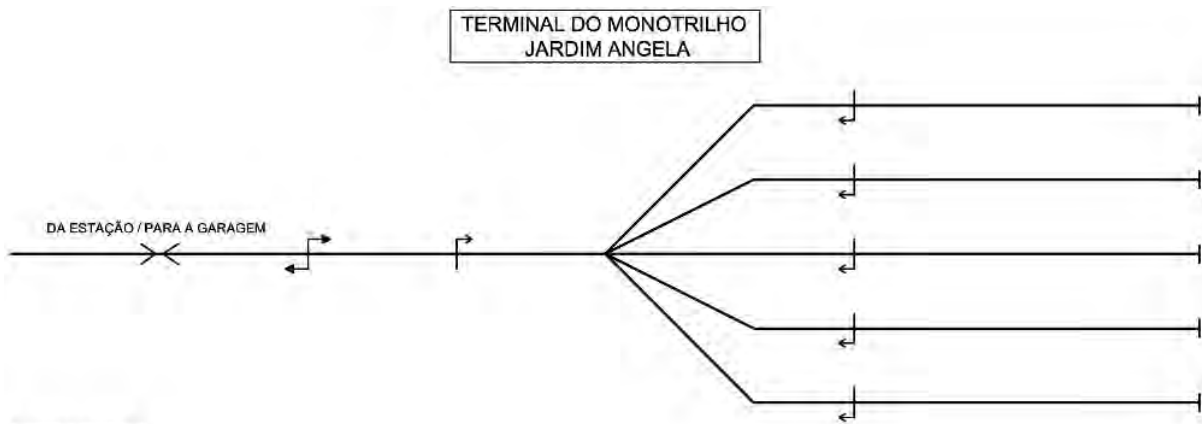 TERMINAL DO MONOTRILHO
JARDIM ANGELA
DA ESTAÇÃO / PARA A GARAGEM